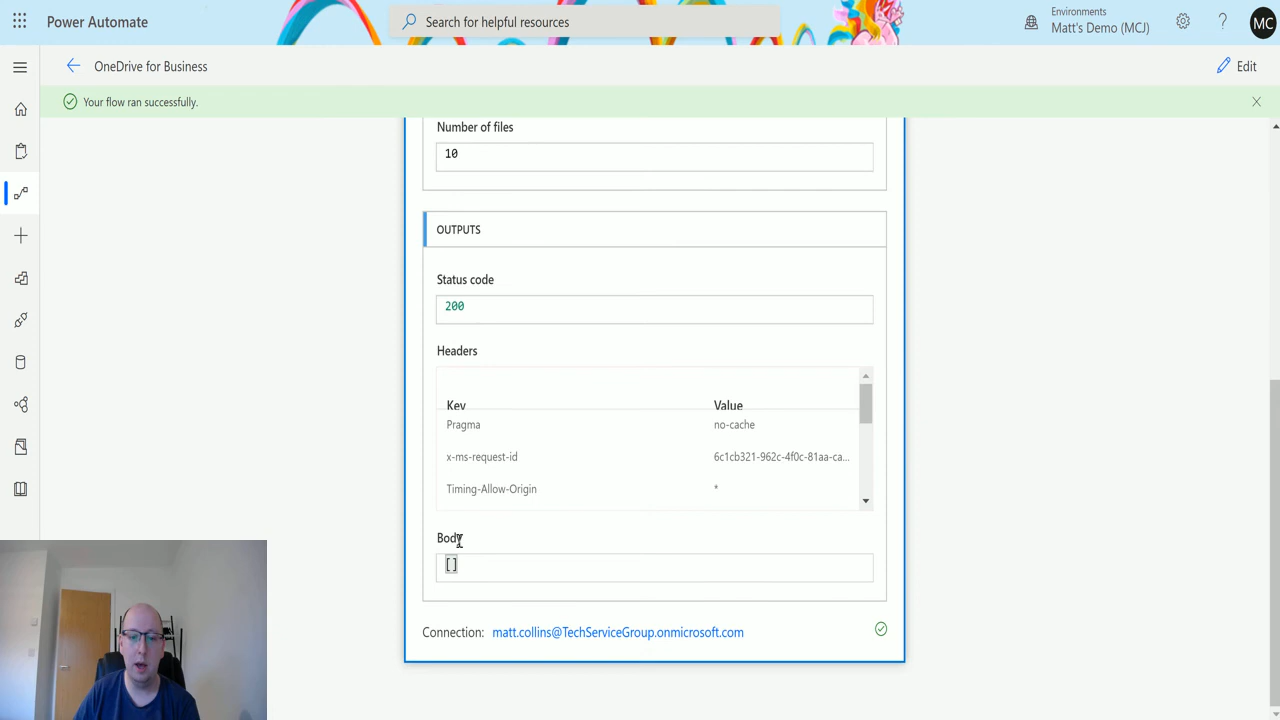 Power Automate
Search for helpful resources
Environments
Matt's Demo (MCJ)
MC
OneDrive for Business
Edit
Your flow ran successfully.
Number of files
10
OUTPUTS
Status code
200
Headers
Key Value
Pragma no-cache
x-ms-request-id 6c1cb321-962c-4f0c-81aa-ca...
Timing-Allow-Origin *
Body
[]
Connection: matt.collins@TechServiceGroup.onmicrosoft.com